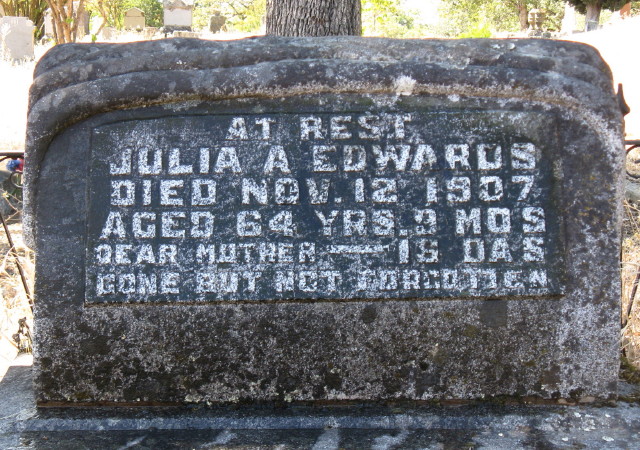 AT REST
JULIA A EDWARDS
DIED NOV. 12 1907
AGED 64 YRS. 9 MOS
DEAR MOTHER — 15 DAS
GONE BUT NOT FORGOTTEN